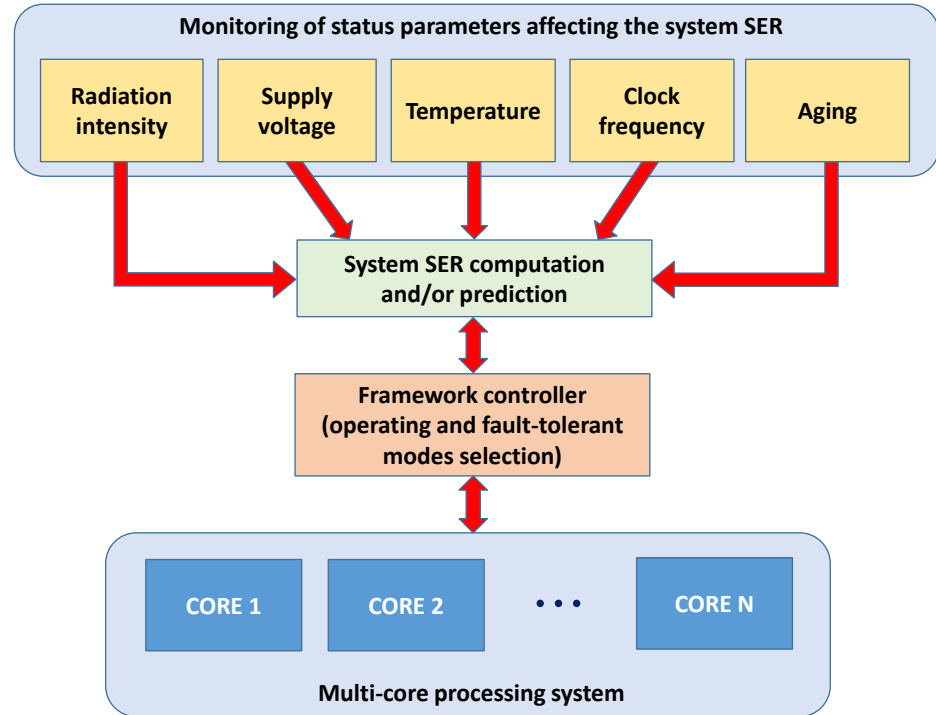 Monitoring of status parameters affecting the system SER
Radiation
intensity
Supply
voltage
Temperature
Clock
frequency
Aging
System SER computation
and/or prediction
Framework controller
(operating and fault-tolerant
modes selection)
CORE 1
CORE 2
• • •
CORE N
Multi-core processing system